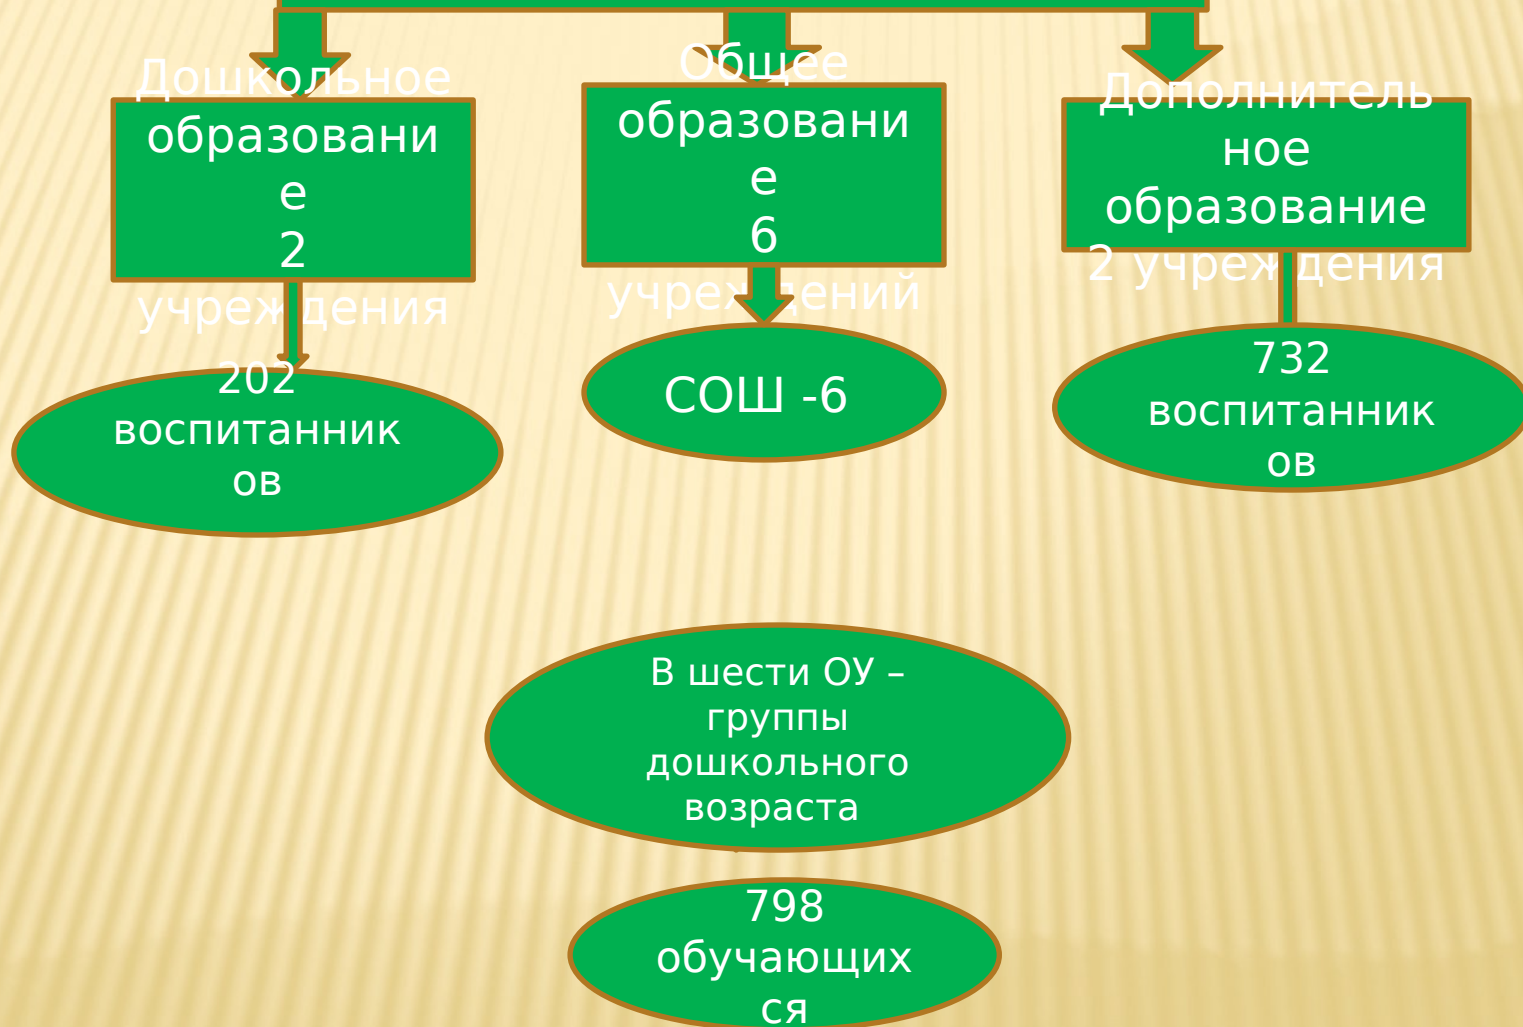 Дошкольное
образовани
е
2
учреждения
202
воспитанник
ов
Общее
образовани
е
6
учреждений
СОШ -6
Дополнитель
ное
образование
2 учреждения
732
воспитанник
ов
В шести ОУ –
группы
дошкольного
возраста
798
обучающих
ся